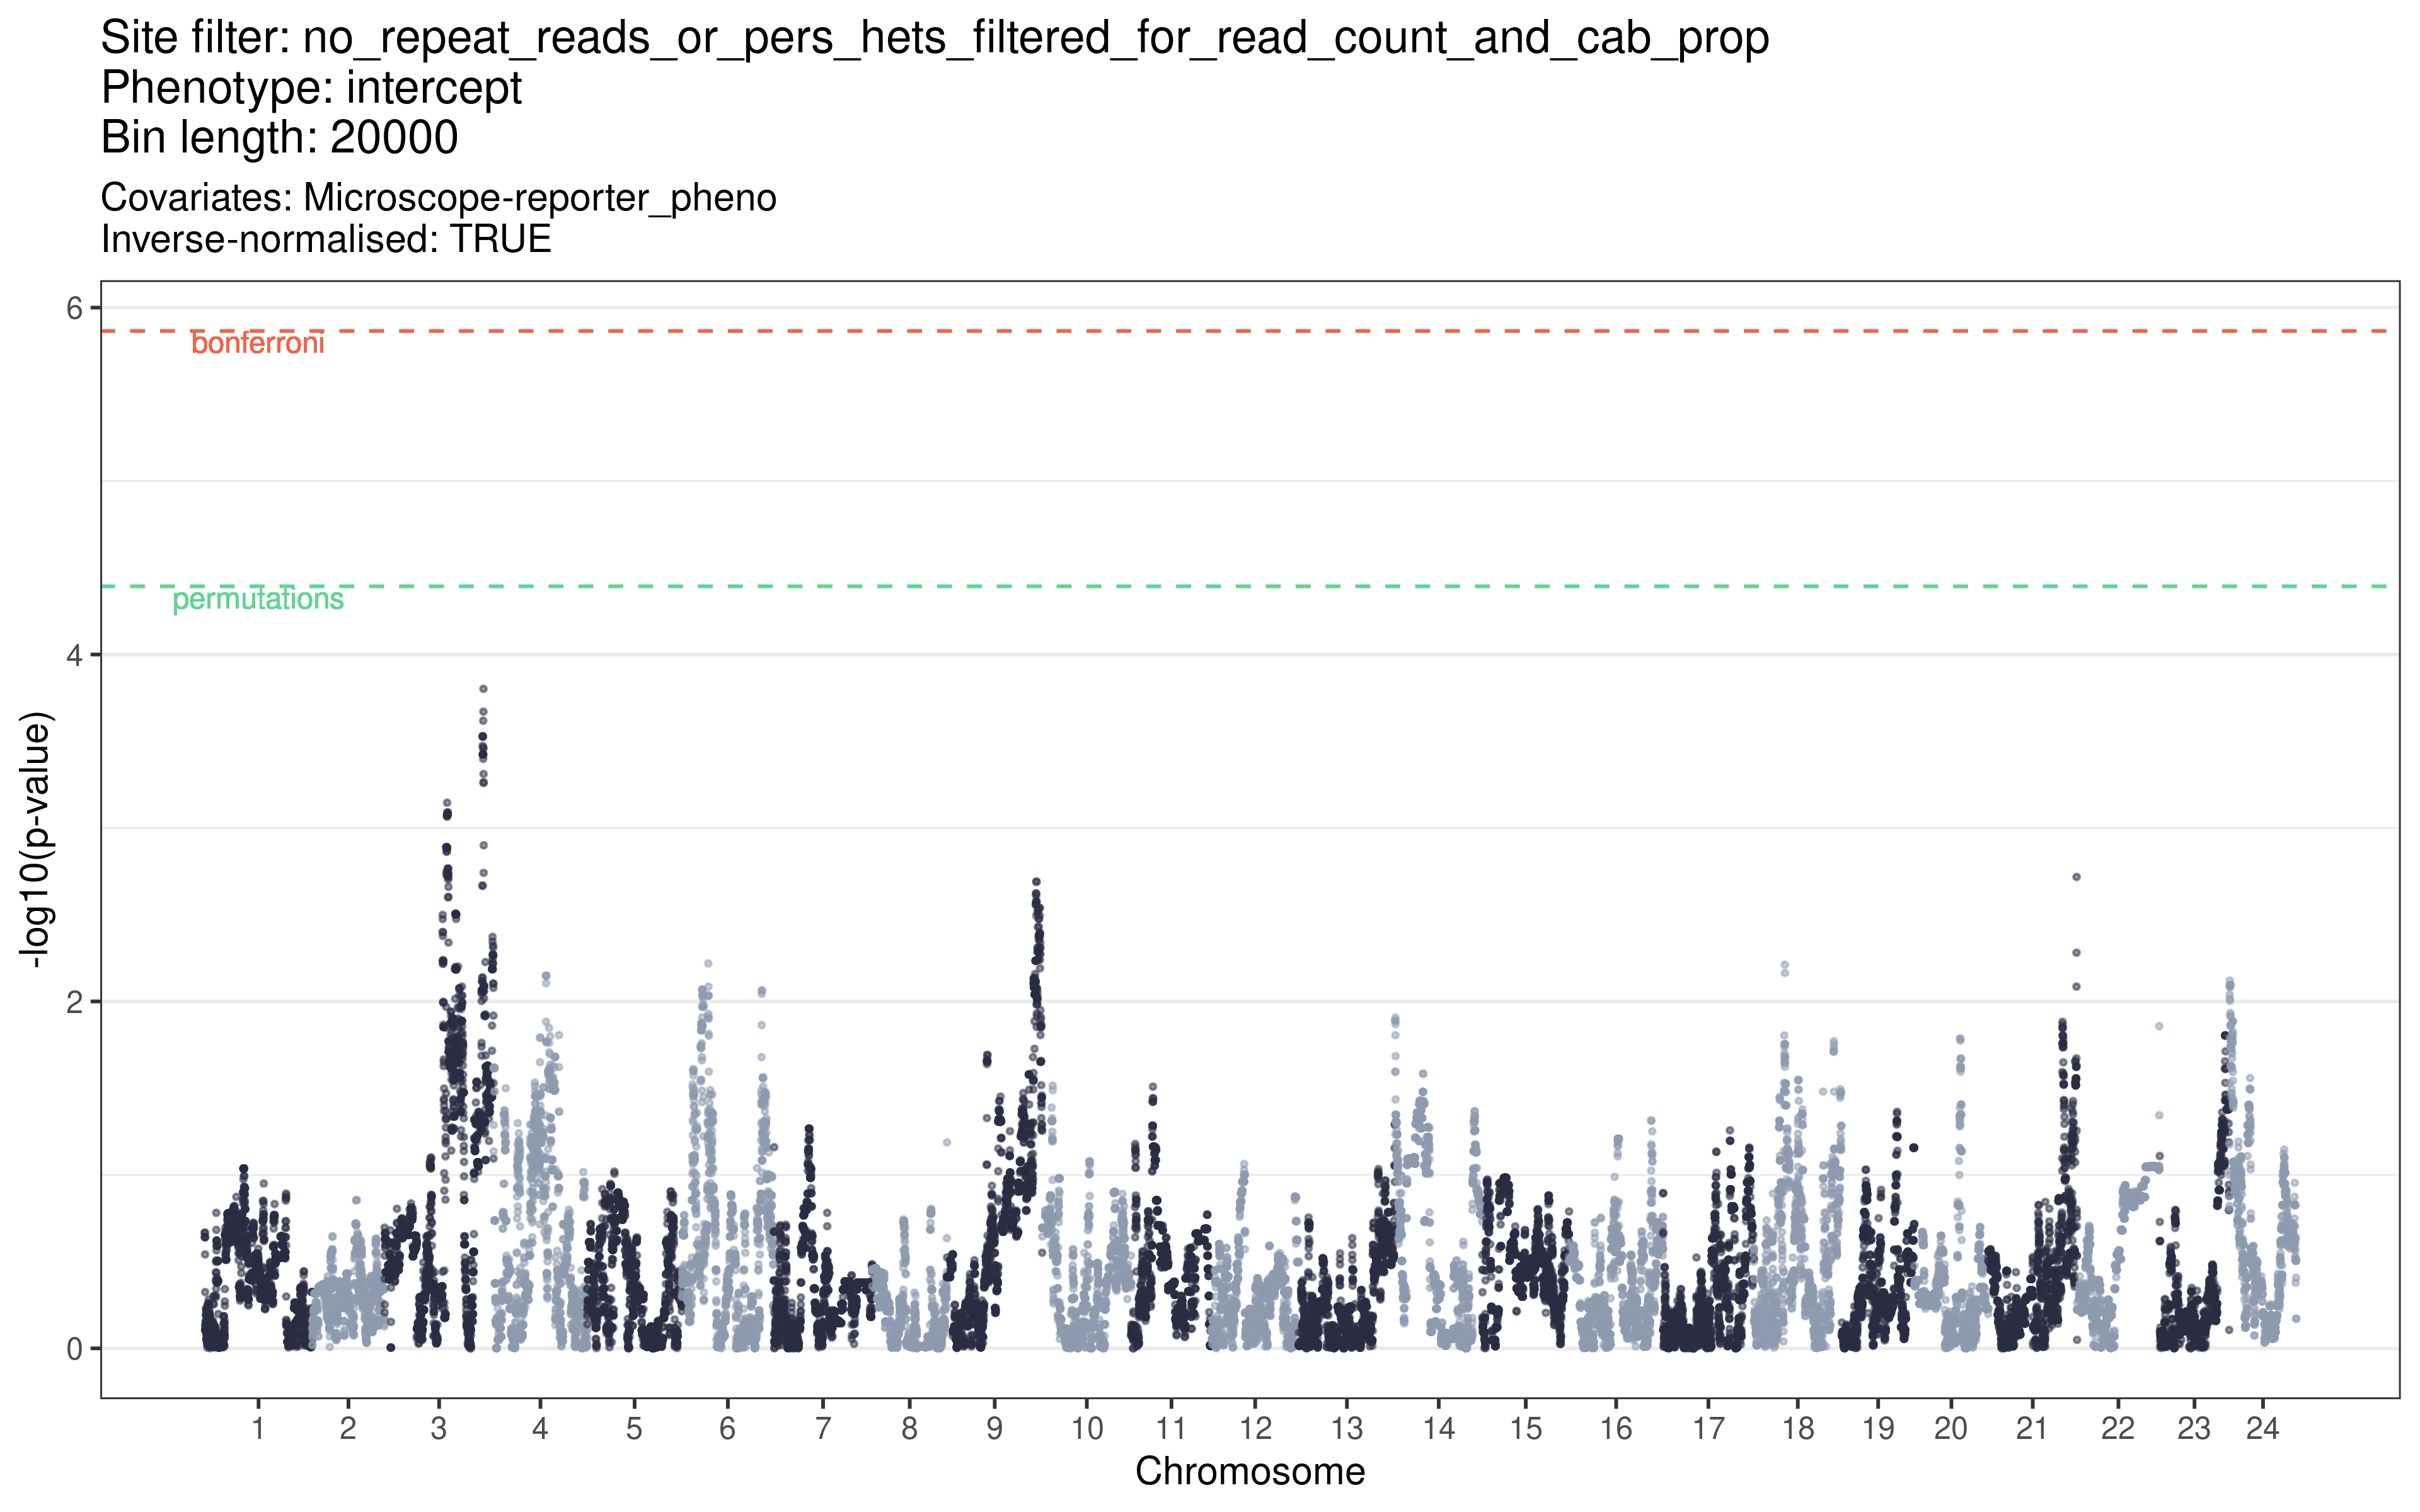 Site filter: no_repeat_reads_or_pers_hets_filtered_for_read_count_and_cab_prop
Phenotype: intercept
Bin length: 20000
Covariates: Microscope-reporter_pheno
Inverse-normalised: TRUE
6
bonferroni
permutations
4
-log10(p-value)
2
0
1 2 3 4 5 6 7 8 9 10 11 12 13 14 15 16 17 18 19 20 21 22 23 24
Chromosome